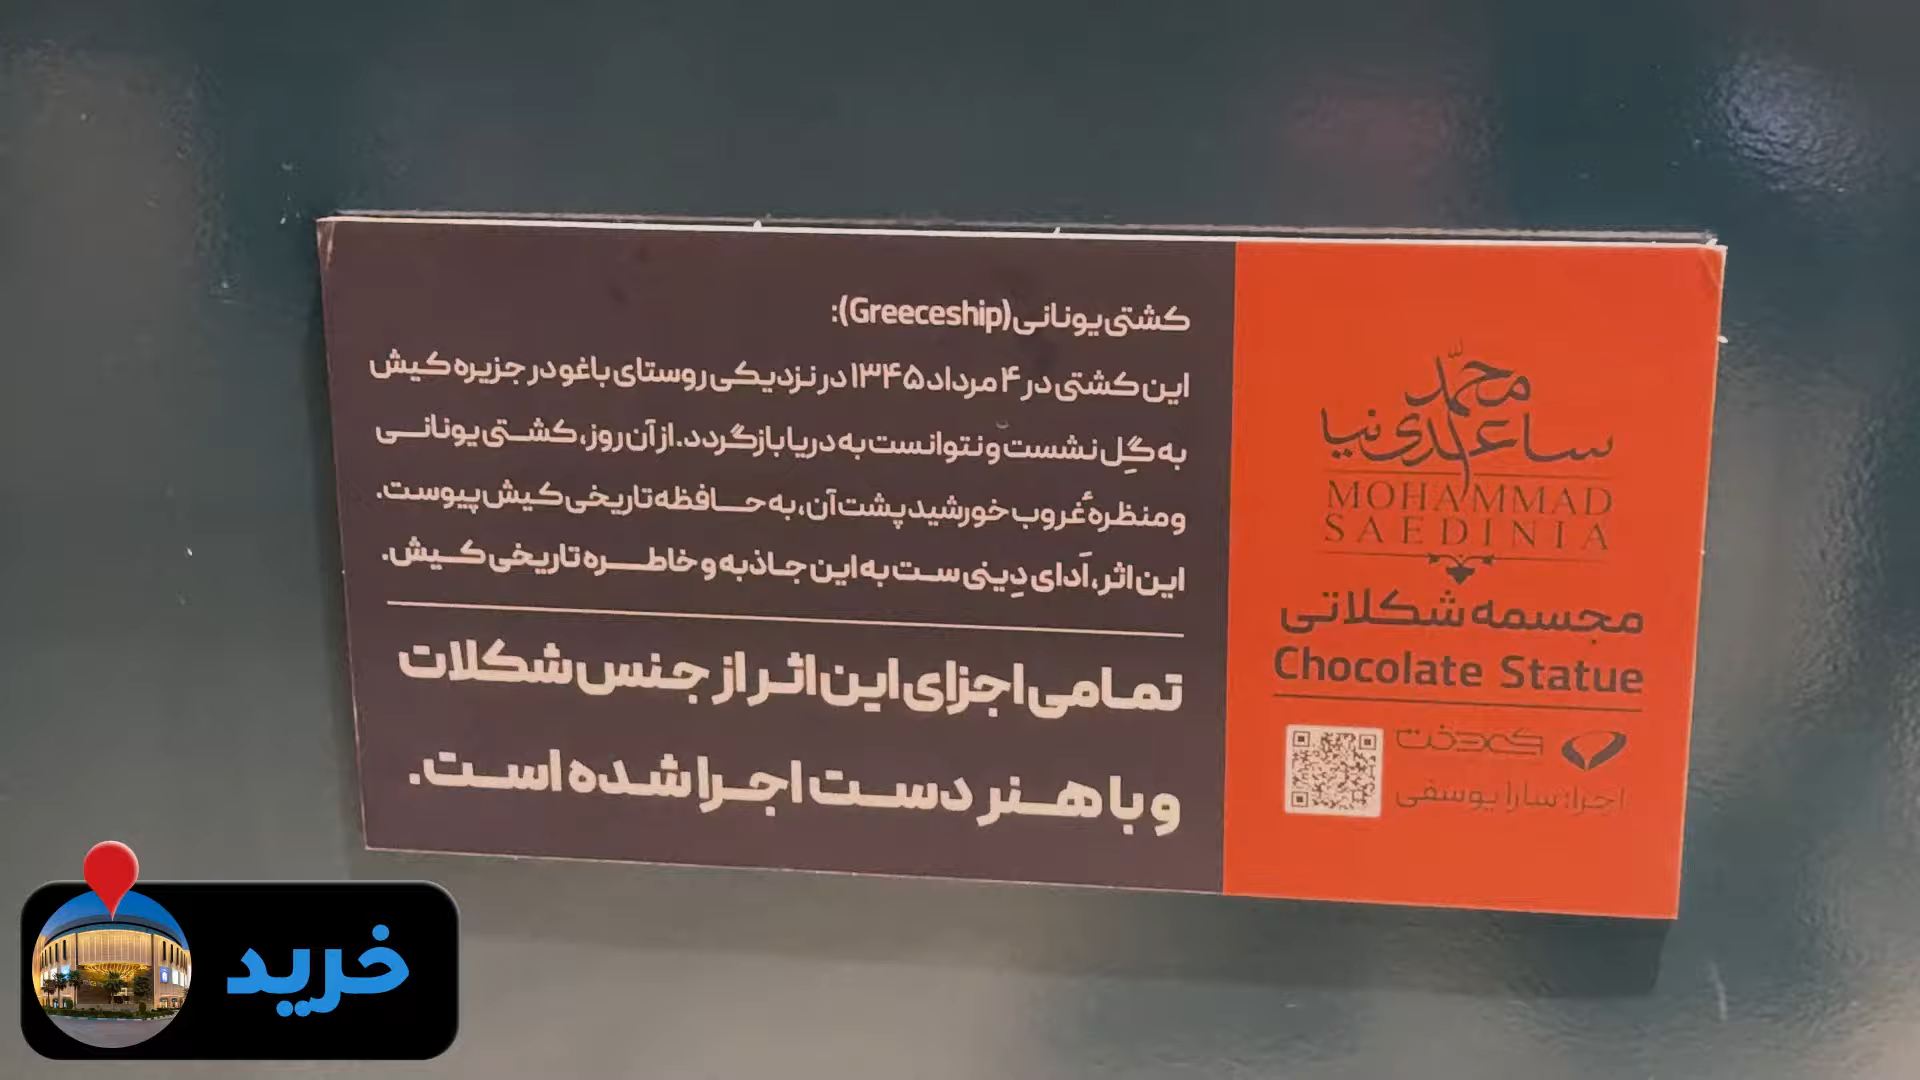 کشتی یونانی (Greeceship):
این کشتی در ۴ مرداد ۱۳۴۵ در نزدیکی روستای باغو در جزیره کیش
به گِل نشست و نتوانست به دریا بازگردد. از آن روز، کشتی یونانی
و منظرهٔ غروب خورشید پشت آن، به حافظه تاریخی کیش پیوست.
این اثر، اَدای دِینی ست به این جاذبه و خاطره تاریخی کیش.
تمامی اجزای این اثر از جنس شکلات
و با هنر دست اجرا شده است.
محمّد
ساعدی نیا
MOHAMMAD
SAEDINIA
مجسمه شکلاتی
Chocolate Statue
اجرا: سارا یوسفی
خرید